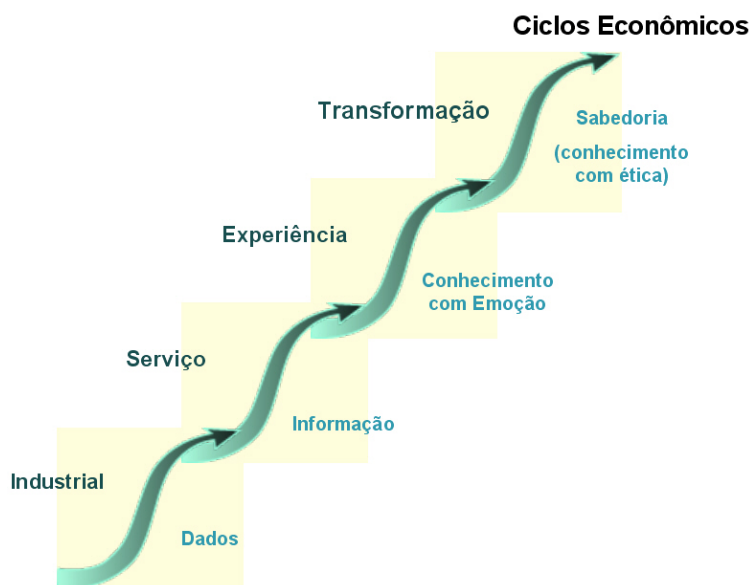 Ciclos Econômicos
Transformação
Sabedoria
(conhecimento
com ética)
Experiência
Conhecimento
com Emoção
Serviço
Informação
Industrial
Dados